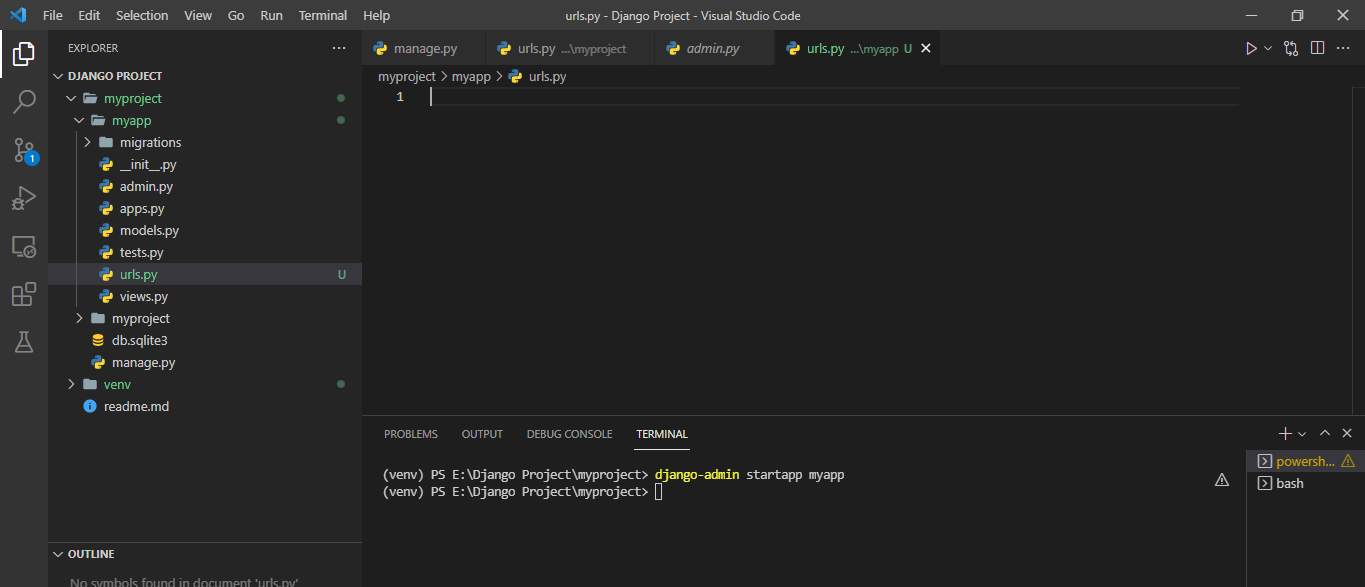 File Edit Selection View Go Run Terminal Help urls.py - Django Project - Visual Studio Code
EXPLORER
manage.py urls.py ...\myproject admin.py urls.py ...\myapp U
DJANGO PROJECT
myproject > myapp > urls.py
myproject
1
myapp
migrations
__init__.py
admin.py
apps.py
models.py
tests.py
urls.py U
views.py
myproject
db.sqlite3
manage.py
venv
readme.md
1
PROBLEMS OUTPUT DEBUG CONSOLE TERMINAL
(venv) PS E:\Django Project\myproject> django-admin startapp myapp
(venv) PS E:\Django Project\myproject>
powersh...
bash
OUTLINE
No symbols found in document 'urls.py'